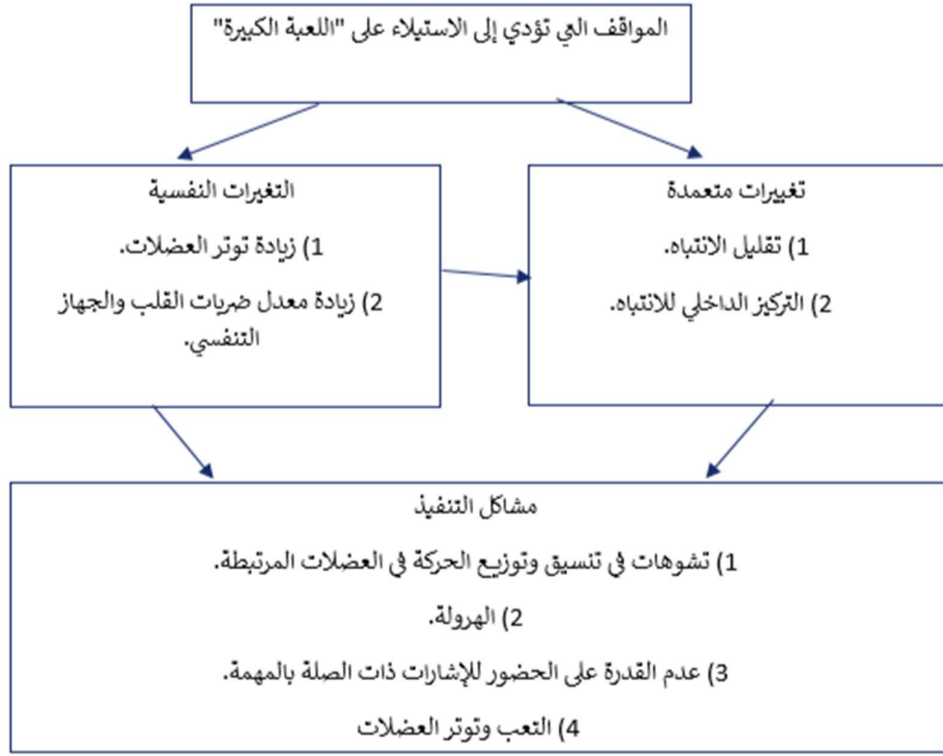 المواقف التي تؤدي إلى الاستيلاء على "اللعبة الكبيرة"
التغيرات النفسية
1) زيادة توتر العضلات.
2) زيادة معدل ضربات القلب والجهاز
التنفسي.
تغييرات متعمدة
1) تقليل الانتباه.
2) التركيز الداخلي للانتباه.
مشاكل التنفيذ
1) تشوهات في تنسيق وتوزيع الحركة في العضلات المرتبطة.
2) الهرولة.
3) عدم القدرة على الحضور للإشارات ذات الصلة بالمهمة.
4) التعب وتوتر العضلات